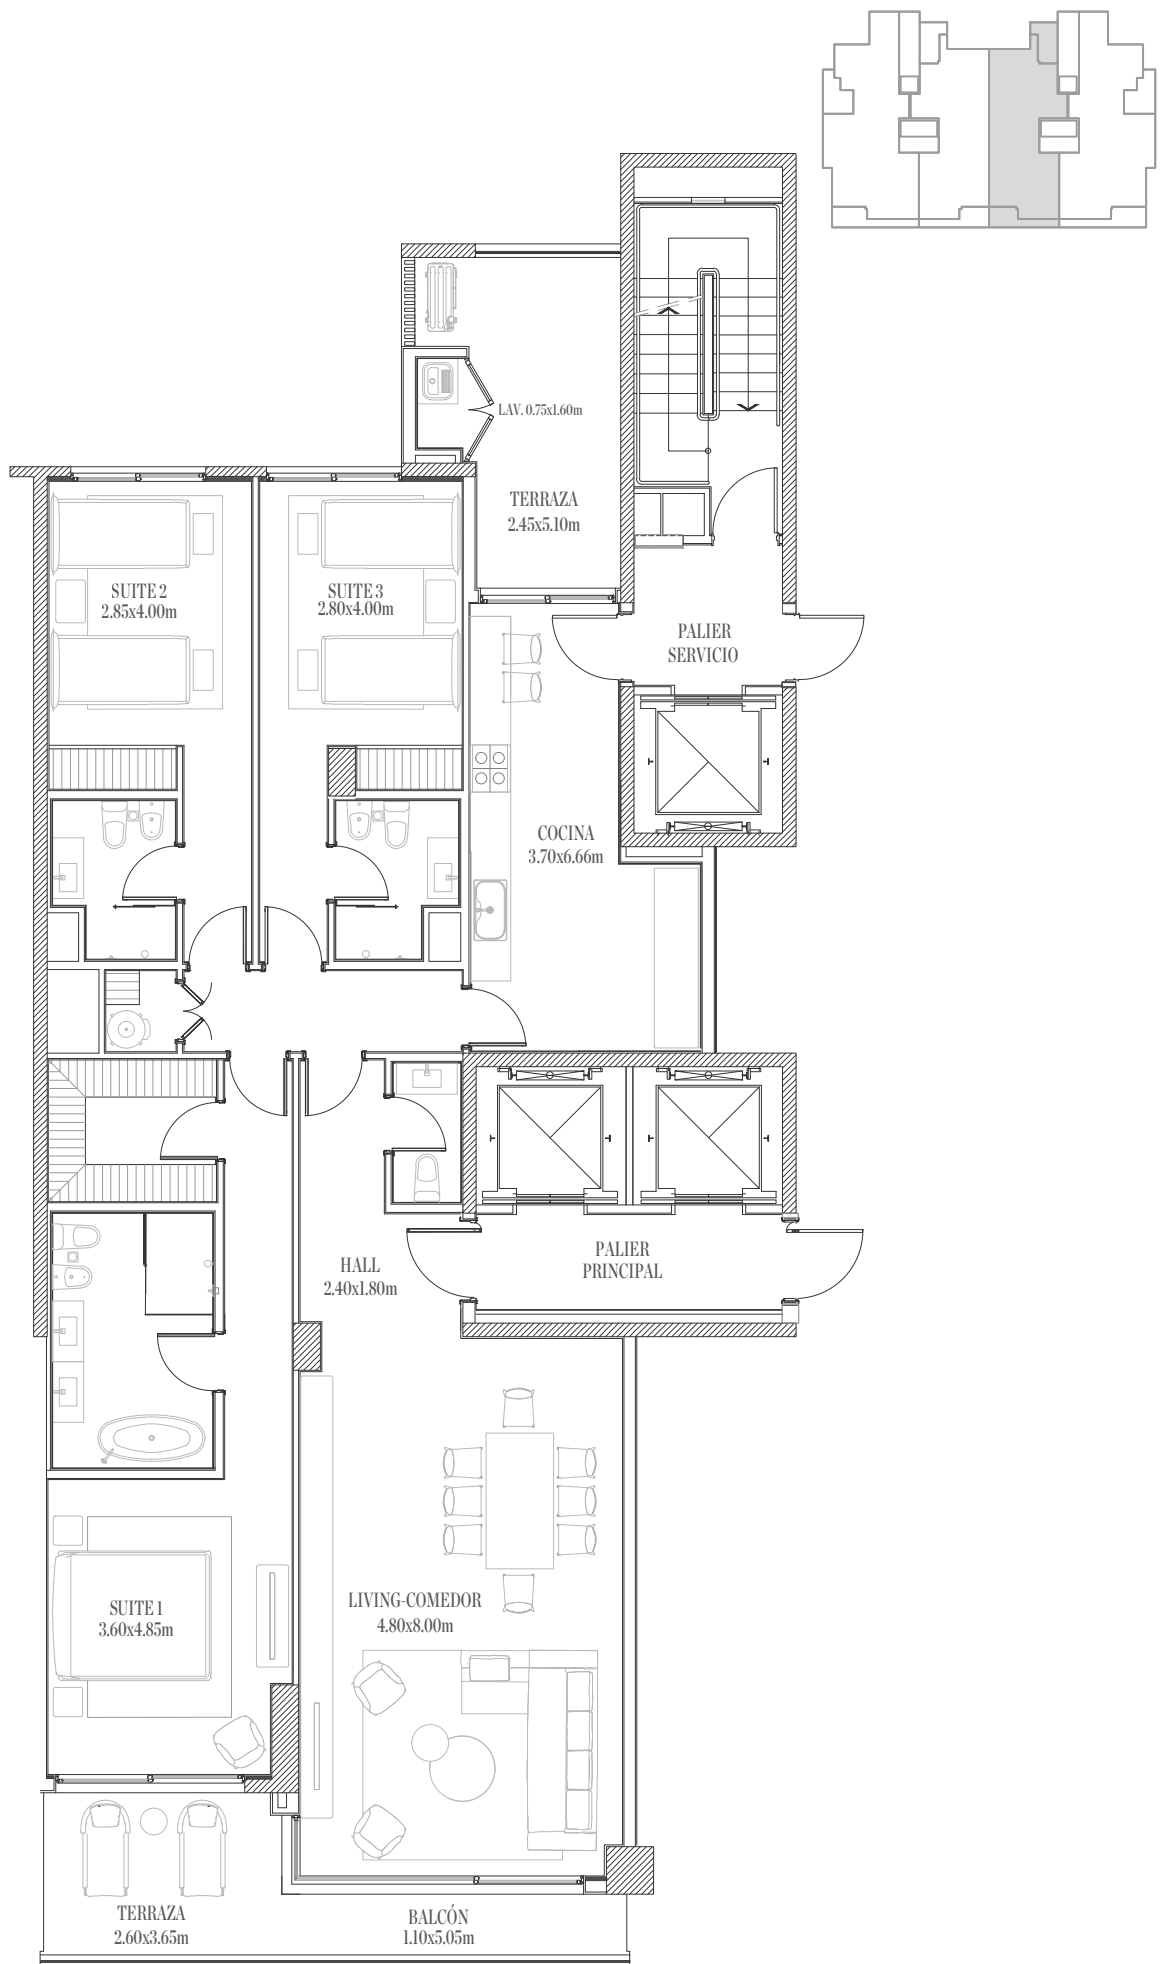 LAV. 0.75x1.60m
TERRAZA
2.45x5.10m
SUITE 2
2.85x4.00m
SUITE 3
2.80x4.00m
PALIER
SERVICIO
COCINA
3.70x6.66m
HALL
2.40x1.80m
PALIER
PRINCIPAL
LIVING-COMEDOR
4.80x8.00m
SUITE 1
3.60x4.85m
TERRAZA
2.60x3.65m
BALCÓN
1.10x5.05m